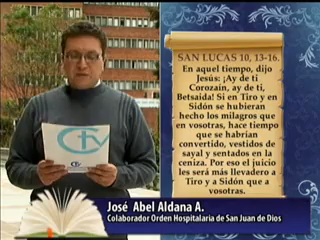 SAN LUCAS 10, 13-16.
En aquel tiempo, dijo
Jesús: ¡Ay de ti
Corozaín, ay de ti,
Betsaida! Si en Tiro y en
Sidón se hubieran
hecho los milagros que
en vosotras, hace tiempo
que se habrían
convertido, vestidos de
sayal y sentados en la
ceniza. Por eso el juicio
les será más llevadero a
Tiro y a Sidón que a
vosotras.
CTV
CTV
José Abel Aldana A.
Colaborador Orden Hospitalaria de San Juan de Dios